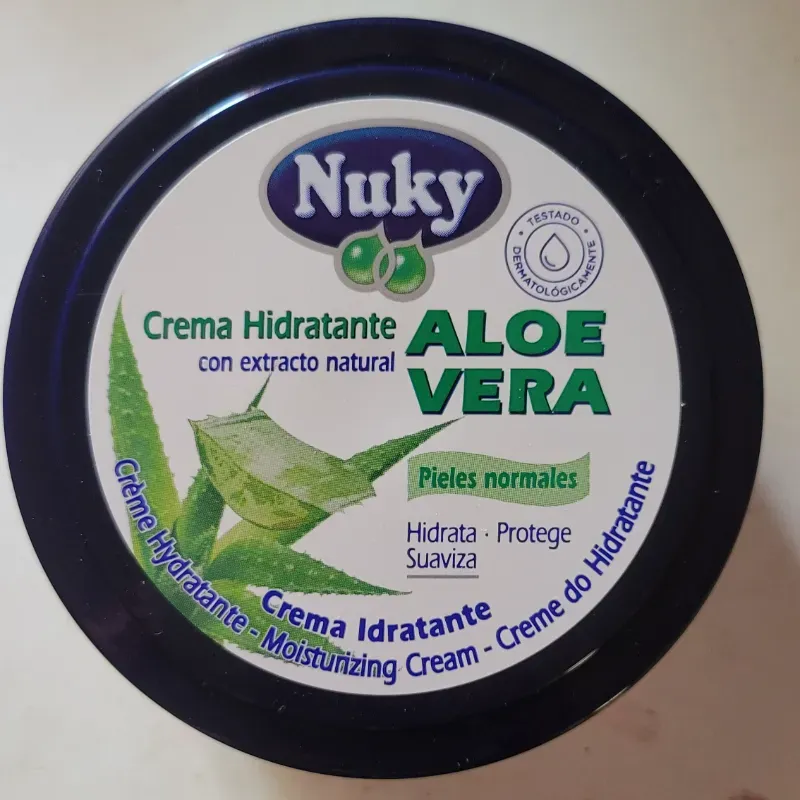 Nuky
TESTADO
DERMATOLÓGICAMENTE
Crema Hidratante
con extracto natural
ALOE
VERA
Pieles normales
Hidrata · Protege
Suaviza
Crema Idratante
Crème Hydratante - Moisturizing Cream - Creme do Hidratante